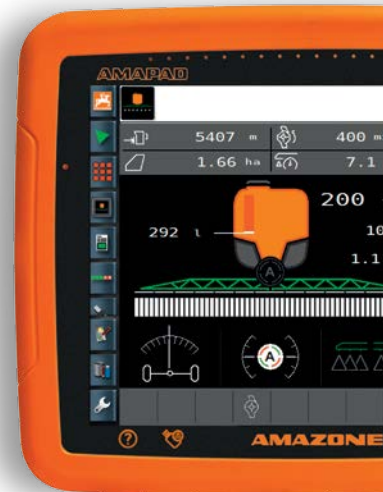 AMAPAD
5407 m 400 m
1.66 ha 7.1
200
292 l 10
1.1
A
A
? AMAZONE